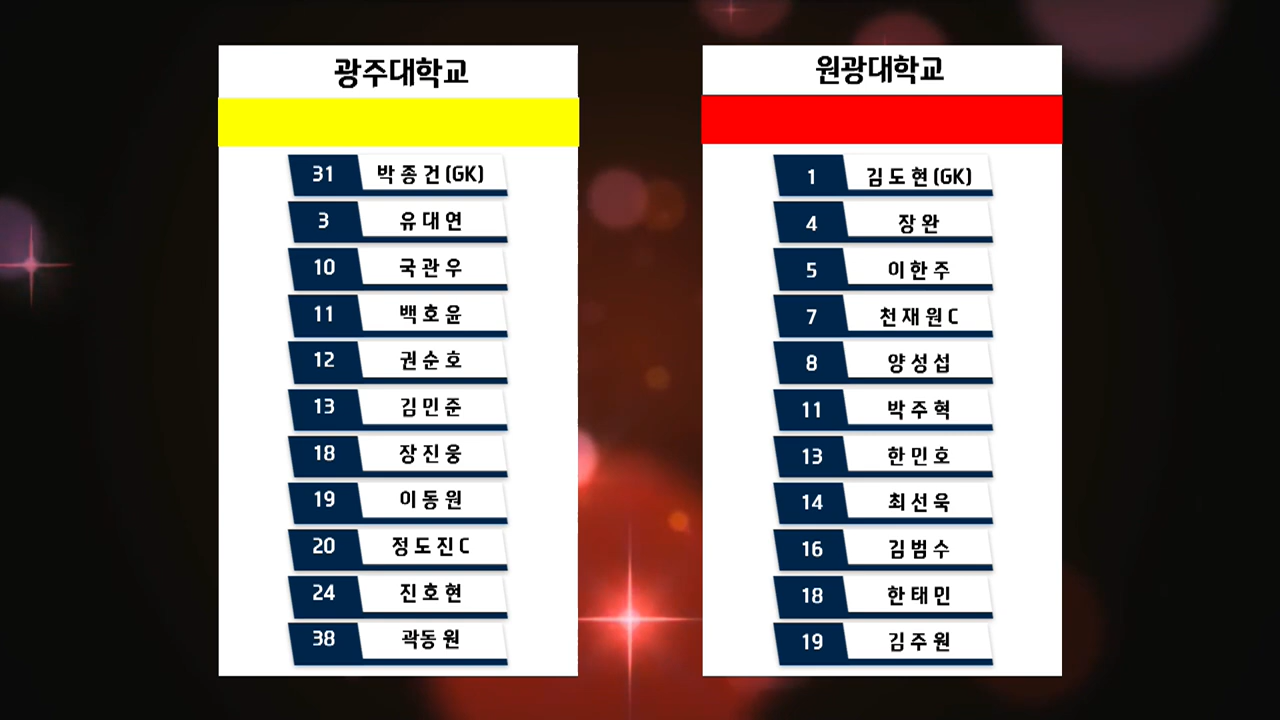 광주대학교
31 박종건(GK)
3 유대연
10 국관우
11 백호윤
12 권순호
13 김민준
18 장진웅
19 이동원
20 정도진C
24 진호현
38 곽동원
원광대학교
1 김도현(GK)
4 장완
5 이한주
7 천재원C
8 양성섭
11 박주혁
13 한민호
14 최선욱
16 김범수
18 한태민
19 김주원